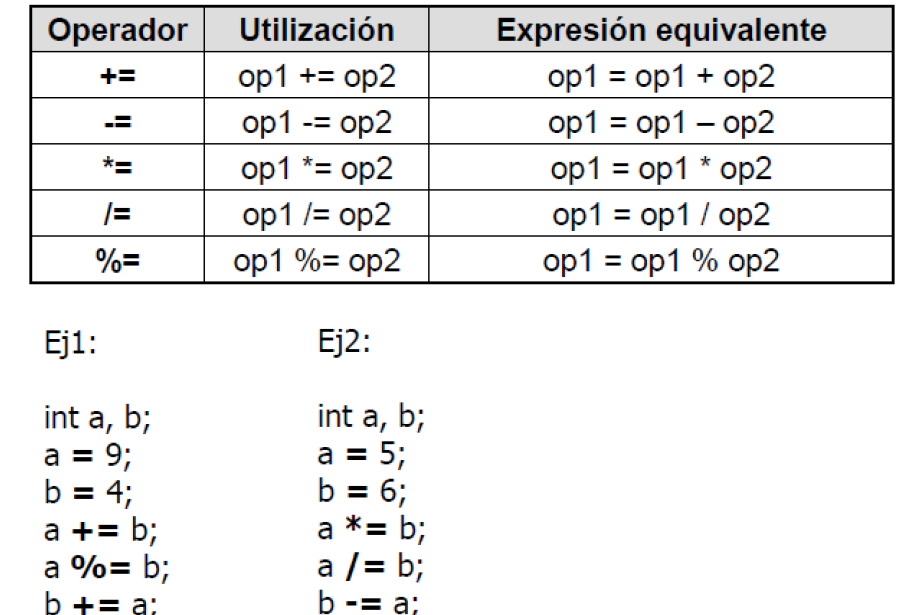 Operador Utilización Expresión equivalente
+= op1 += op2 op1 = op1 + op2
-= op1 -= op2 op1 = op1 – op2
*= op1 *= op2 op1 = op1 * op2
/= op1 /= op2 op1 = op1 / op2
%= op1 %= op2 op1 = op1 % op2
Ej1:
int a, b;
a = 9;
b = 4;
a += b;
a %= b;
b += a;
Ej2:
int a, b;
a = 5;
b = 6;
a *= b;
a /= b;
b -= a;